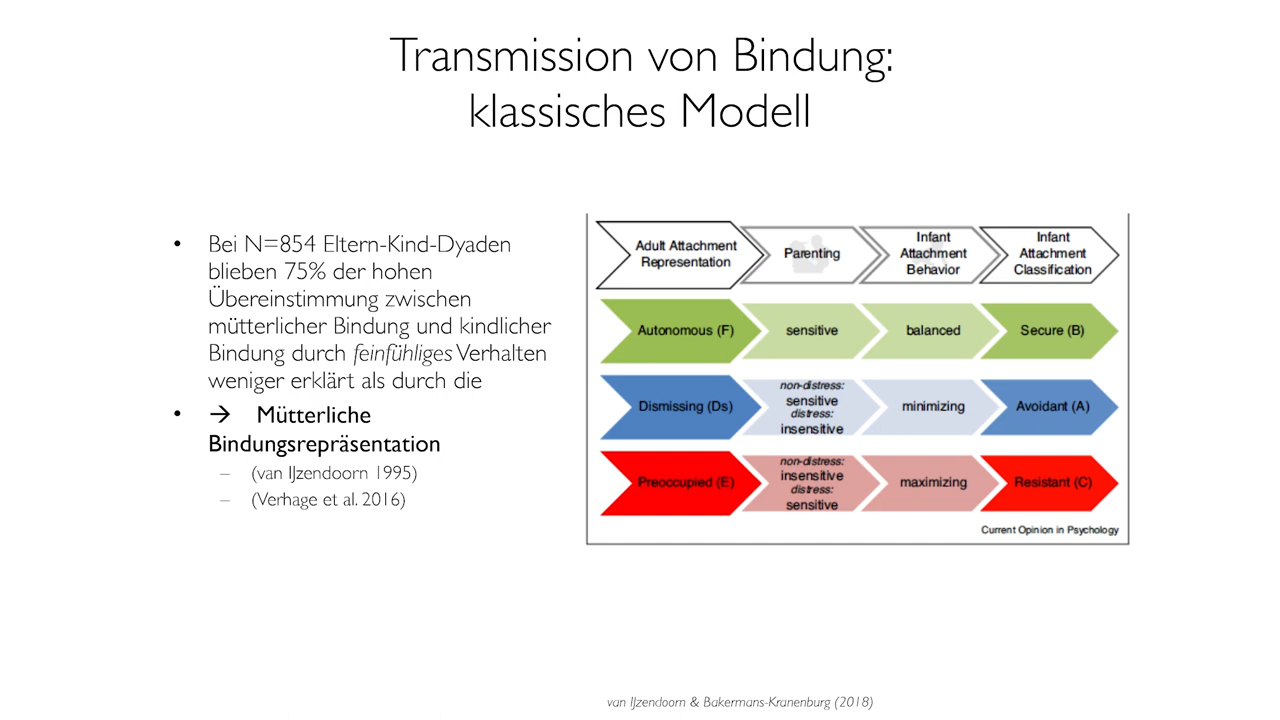 Transmission von Bindung:
klassisches Modell
• Bei N=854 Eltern-Kind-Dyaden
blieben 75% der hohen
Übereinstimmung zwischen
mütterlicher Bindung und kindlicher
Bindung durch feinfühliges Verhalten
weniger erklärt als durch die
• → Mütterliche
Bindungsrepräsentation
– (van IJzendoorn 1995)
– (Verhage et al. 2016)
Adult Attachment
Representation
Parenting
Infant
Attachment
Behavior
Infant
Attachment
Classification
Autonomous (F)
sensitive
balanced
Secure (B)
Dismissing (Ds)
non-distress:
sensitive
distress:
insensitive
minimizing
Avoidant (A)
Preoccupied (E)
non-distress:
insensitive
distress:
sensitive
maximizing
Resistant (C)
Current Opinion in Psychology
van IJzendoorn & Bakermans-Kranenburg (2018)